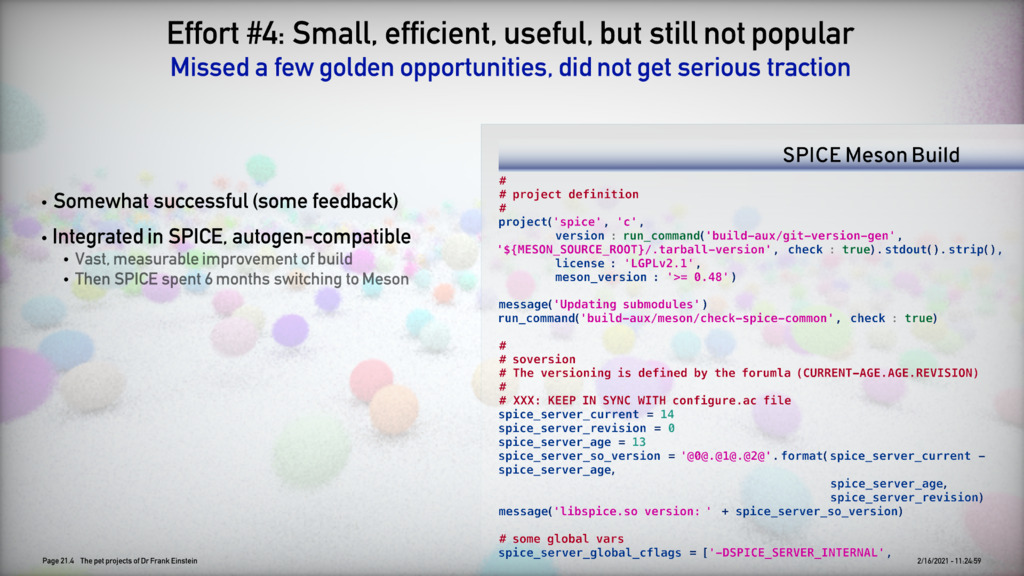 Effort #4: Small, efficient, useful, but still not popular
Missed a few golden opportunities, did not get serious traction
• Somewhat successful (some feedback)
• Integrated in SPICE, autogen-compatible
• Vast, measurable improvement of build
• Then SPICE spent 6 months switching to Meson
SPICE Meson Build
#
# project definition
#
project('spice', 'c',
version : run_command('build-aux/git-version-gen',
'${MESON_SOURCE_ROOT}/.tarball-version', check : true).stdout().strip(),
license : 'LGPLv2.1',
meson_version : '>= 0.48')
message('Updating submodules')
run_command('build-aux/meson/check-spice-common', check : true)
#
# soversion
# The versioning is defined by the forumla (CURRENT-AGE.AGE.REVISION)
#
# XXX: KEEP IN SYNC WITH configure.ac file
spice_server_current = 14
spice_server_revision = 0
spice_server_age = 13
spice_server_so_version = '@0@.@1@.@2@'.format(spice_server_current -
spice_server_age,
spice_server_age,
spice_server_revision)
message('libspice.so version: ' + spice_server_so_version)
# some global vars
spice_server_global_cflags = ['-DSPICE_SERVER_INTERNAL',
Page 21.4 The pet projects of Dr Frank Einstein
2/16/2021 - 11:24:59